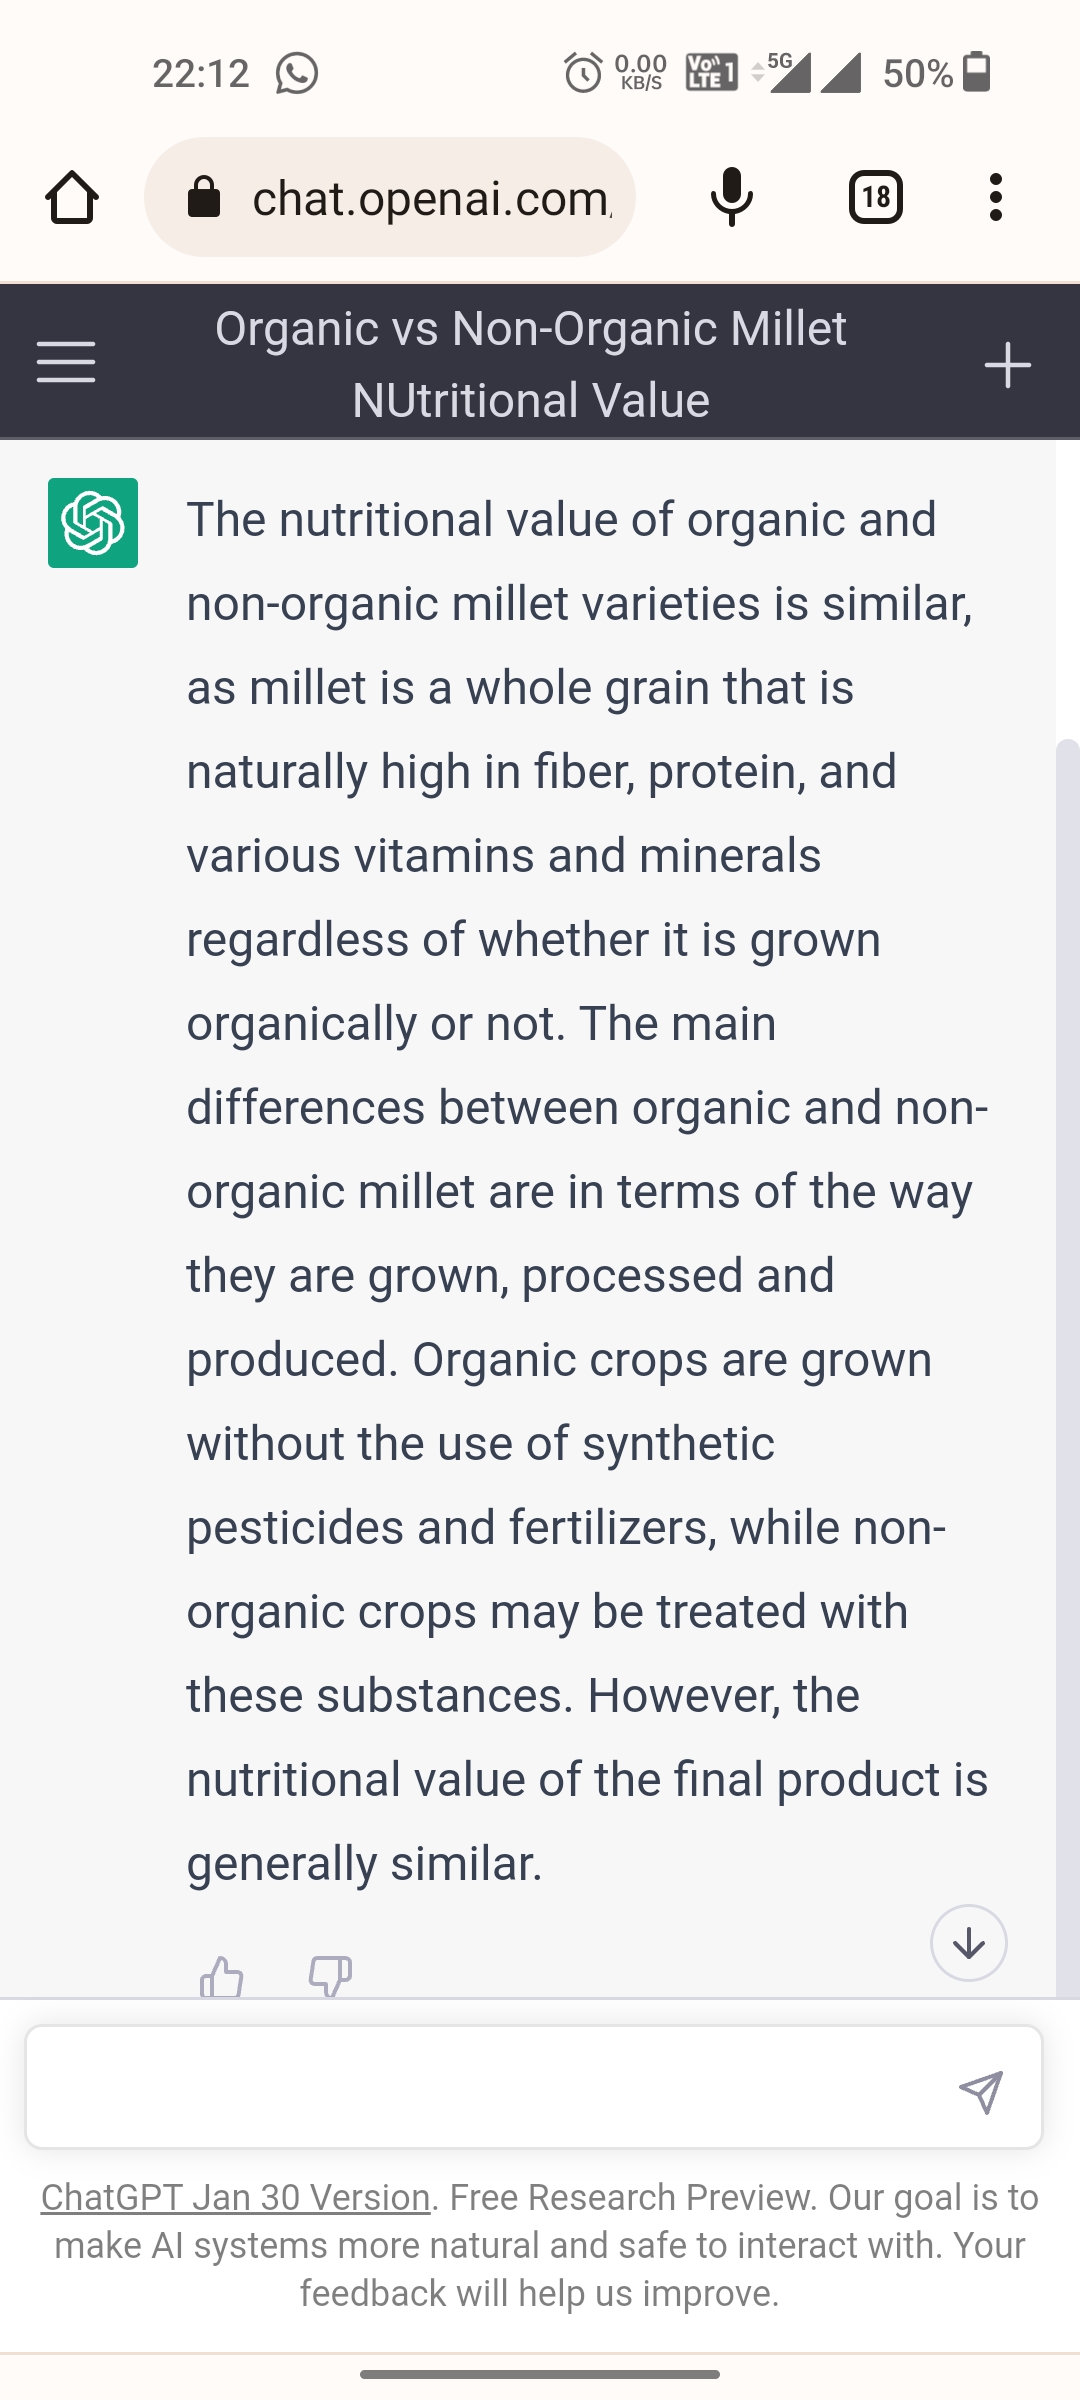 22:12
0.00
KB/S
Vo))
LTE 1
5G
50%
chat.openai.com
18
Organic vs Non-Organic Millet
NUtritional Value
The nutritional value of organic and
non-organic millet varieties is similar,
as millet is a whole grain that is
naturally high in fiber, protein, and
various vitamins and minerals
regardless of whether it is grown
organically or not. The main
differences between organic and non-
organic millet are in terms of the way
they are grown, processed and
produced. Organic crops are grown
without the use of synthetic
pesticides and fertilizers, while non-
organic crops may be treated with
these substances. However, the
nutritional value of the final product is
generally similar.
ChatGPT Jan 30 Version. Free Research Preview. Our goal is to
make AI systems more natural and safe to interact with. Your
feedback will help us improve.